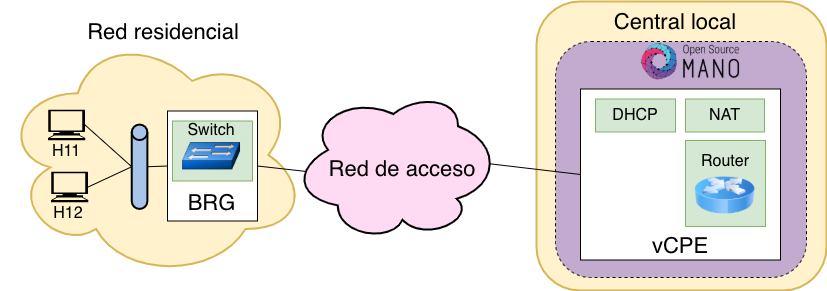 Red residencial
H11
H12
Switch
BRG
Red de acceso
Central local
Open Source
MANO
DHCP
NAT
Router
vCPE